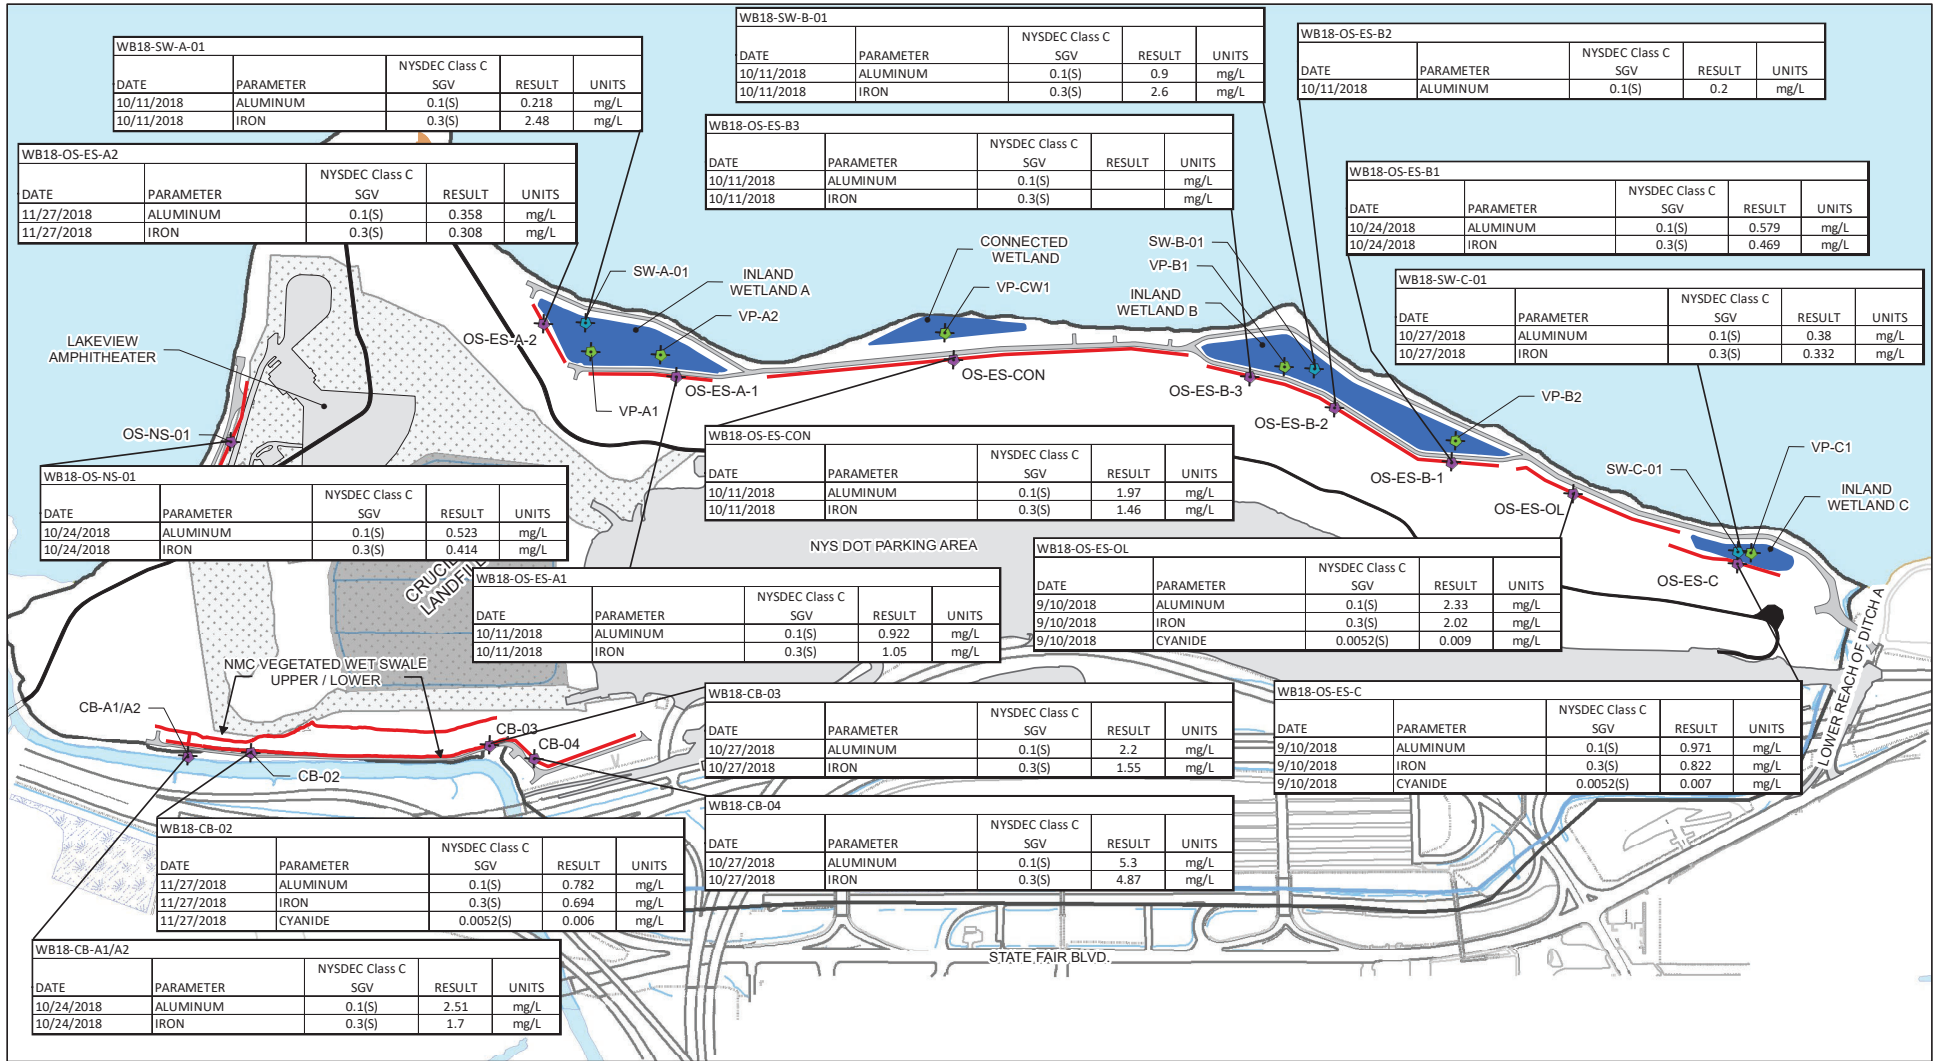 WB18-SW-A-01
DATE PARAMETER NYSDEC Class C SGV RESULT UNITS
10/11/2018 ALUMINUM 0.1(S) 0.218 mg/L
10/11/2018 IRON 0.3(S) 2.48 mg/L
WB18-SW-B-01
DATE PARAMETER NYSDEC Class C SGV RESULT UNITS
10/11/2018 ALUMINUM 0.1(S) 0.9 mg/L
10/11/2018 IRON 0.3(S) 2.6 mg/L
WB18-OS-ES-B2
DATE PARAMETER NYSDEC Class C SGV RESULT UNITS
10/11/2018 ALUMINUM 0.1(S) 0.2 mg/L
WB18-OS-ES-A2
DATE PARAMETER NYSDEC Class C SGV RESULT UNITS
11/27/2018 ALUMINUM 0.1(S) 0.358 mg/L
11/27/2018 IRON 0.3(S) 0.308 mg/L
WB18-OS-ES-B3
DATE PARAMETER NYSDEC Class C SGV RESULT UNITS
10/11/2018 ALUMINUM 0.1(S) mg/L
10/11/2018 IRON 0.3(S) mg/L
WB18-OS-ES-B1
DATE PARAMETER NYSDEC Class C SGV RESULT UNITS
10/24/2018 ALUMINUM 0.1(S) 0.579 mg/L
10/24/2018 IRON 0.3(S) 0.469 mg/L
WB18-SW-C-01
DATE PARAMETER NYSDEC Class C SGV RESULT UNITS
10/27/2018 ALUMINUM 0.1(S) 0.38 mg/L
10/27/2018 IRON 0.3(S) 0.332 mg/L
SW-A-01
INLAND
WETLAND A
VP-A2
OS-ES-A-2
OS-ES-A-1
VP-A1
CONNECTED
WETLAND
VP-CW1
OS-ES-CON
SW-B-01
VP-B1
INLAND
WETLAND B
OS-ES-B-3
OS-ES-B-2
OS-ES-B-1
VP-B2
OS-ES-OL
SW-C-01
VP-C1
INLAND
WETLAND C
OS-ES-C
LAKEVIEW
AMPHITHEATER
OS-NS-01
WB18-OS-NS-01
DATE PARAMETER NYSDEC Class C SGV RESULT UNITS
10/24/2018 ALUMINUM 0.1(S) 0.523 mg/L
10/24/2018 IRON 0.3(S) 0.414 mg/L
WB18-OS-ES-CON
DATE PARAMETER NYSDEC Class C SGV RESULT UNITS
10/11/2018 ALUMINUM 0.1(S) 1.97 mg/L
10/11/2018 IRON 0.3(S) 1.46 mg/L
NYS DOT PARKING AREA
LANDFILL
WB18-OS-ES-A1
DATE PARAMETER NYSDEC Class C SGV RESULT UNITS
10/11/2018 ALUMINUM 0.1(S) 0.922 mg/L
10/11/2018 IRON 0.3(S) 1.05 mg/L
WB18-OS-ES-OL
DATE PARAMETER NYSDEC Class C SGV RESULT UNITS
9/10/2018 ALUMINUM 0.1(S) 2.33 mg/L
9/10/2018 IRON 0.3(S) 2.02 mg/L
9/10/2018 CYANIDE 0.0052(S) 0.009 mg/L
LOWER REACH OF DITCH A
NMC VEGETATED WET SWALE
UPPER / LOWER
CB-A1/A2
CB-02
CB-03
CB-04
WB18-CB-03
DATE PARAMETER NYSDEC Class C SGV RESULT UNITS
10/27/2018 ALUMINUM 0.1(S) 2.2 mg/L
10/27/2018 IRON 0.3(S) 1.55 mg/L
WB18-OS-ES-C
DATE PARAMETER NYSDEC Class C SGV RESULT UNITS
9/10/2018 ALUMINUM 0.1(S) 0.971 mg/L
9/10/2018 IRON 0.3(S) 0.822 mg/L
9/10/2018 CYANIDE 0.0052(S) 0.007 mg/L
WB18-CB-04
DATE PARAMETER NYSDEC Class C SGV RESULT UNITS
10/27/2018 ALUMINUM 0.1(S) 5.3 mg/L
10/27/2018 IRON 0.3(S) 4.87 mg/L
WB18-CB-02
DATE PARAMETER NYSDEC Class C SGV RESULT UNITS
11/27/2018 ALUMINUM 0.1(S) 0.782 mg/L
11/27/2018 IRON 0.3(S) 0.694 mg/L
11/27/2018 CYANIDE 0.0052(S) 0.006 mg/L
WB18-CB-A1/A2
DATE PARAMETER NYSDEC Class C SGV RESULT UNITS
10/24/2018 ALUMINUM 0.1(S) 2.51 mg/L
10/24/2018 IRON 0.3(S) 1.7 mg/L
STATE FAIR BLVD.